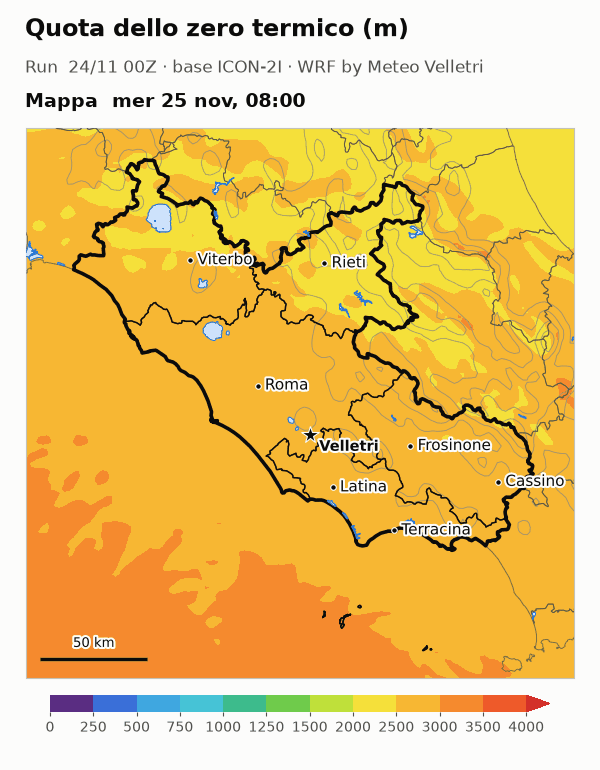 Quota dello zero termico (m)
Run  24/11 00Z · base ICON-2I · WRF by Meteo Velletri
Mappa  mer 25 nov, 08:00
Viterbo
Rieti
Roma
Velletri
Frosinone
Latina
Cassino
Terracina
50 km
0 250 500 750 1000 1250 1500 2000 2500 3000 3500 4000